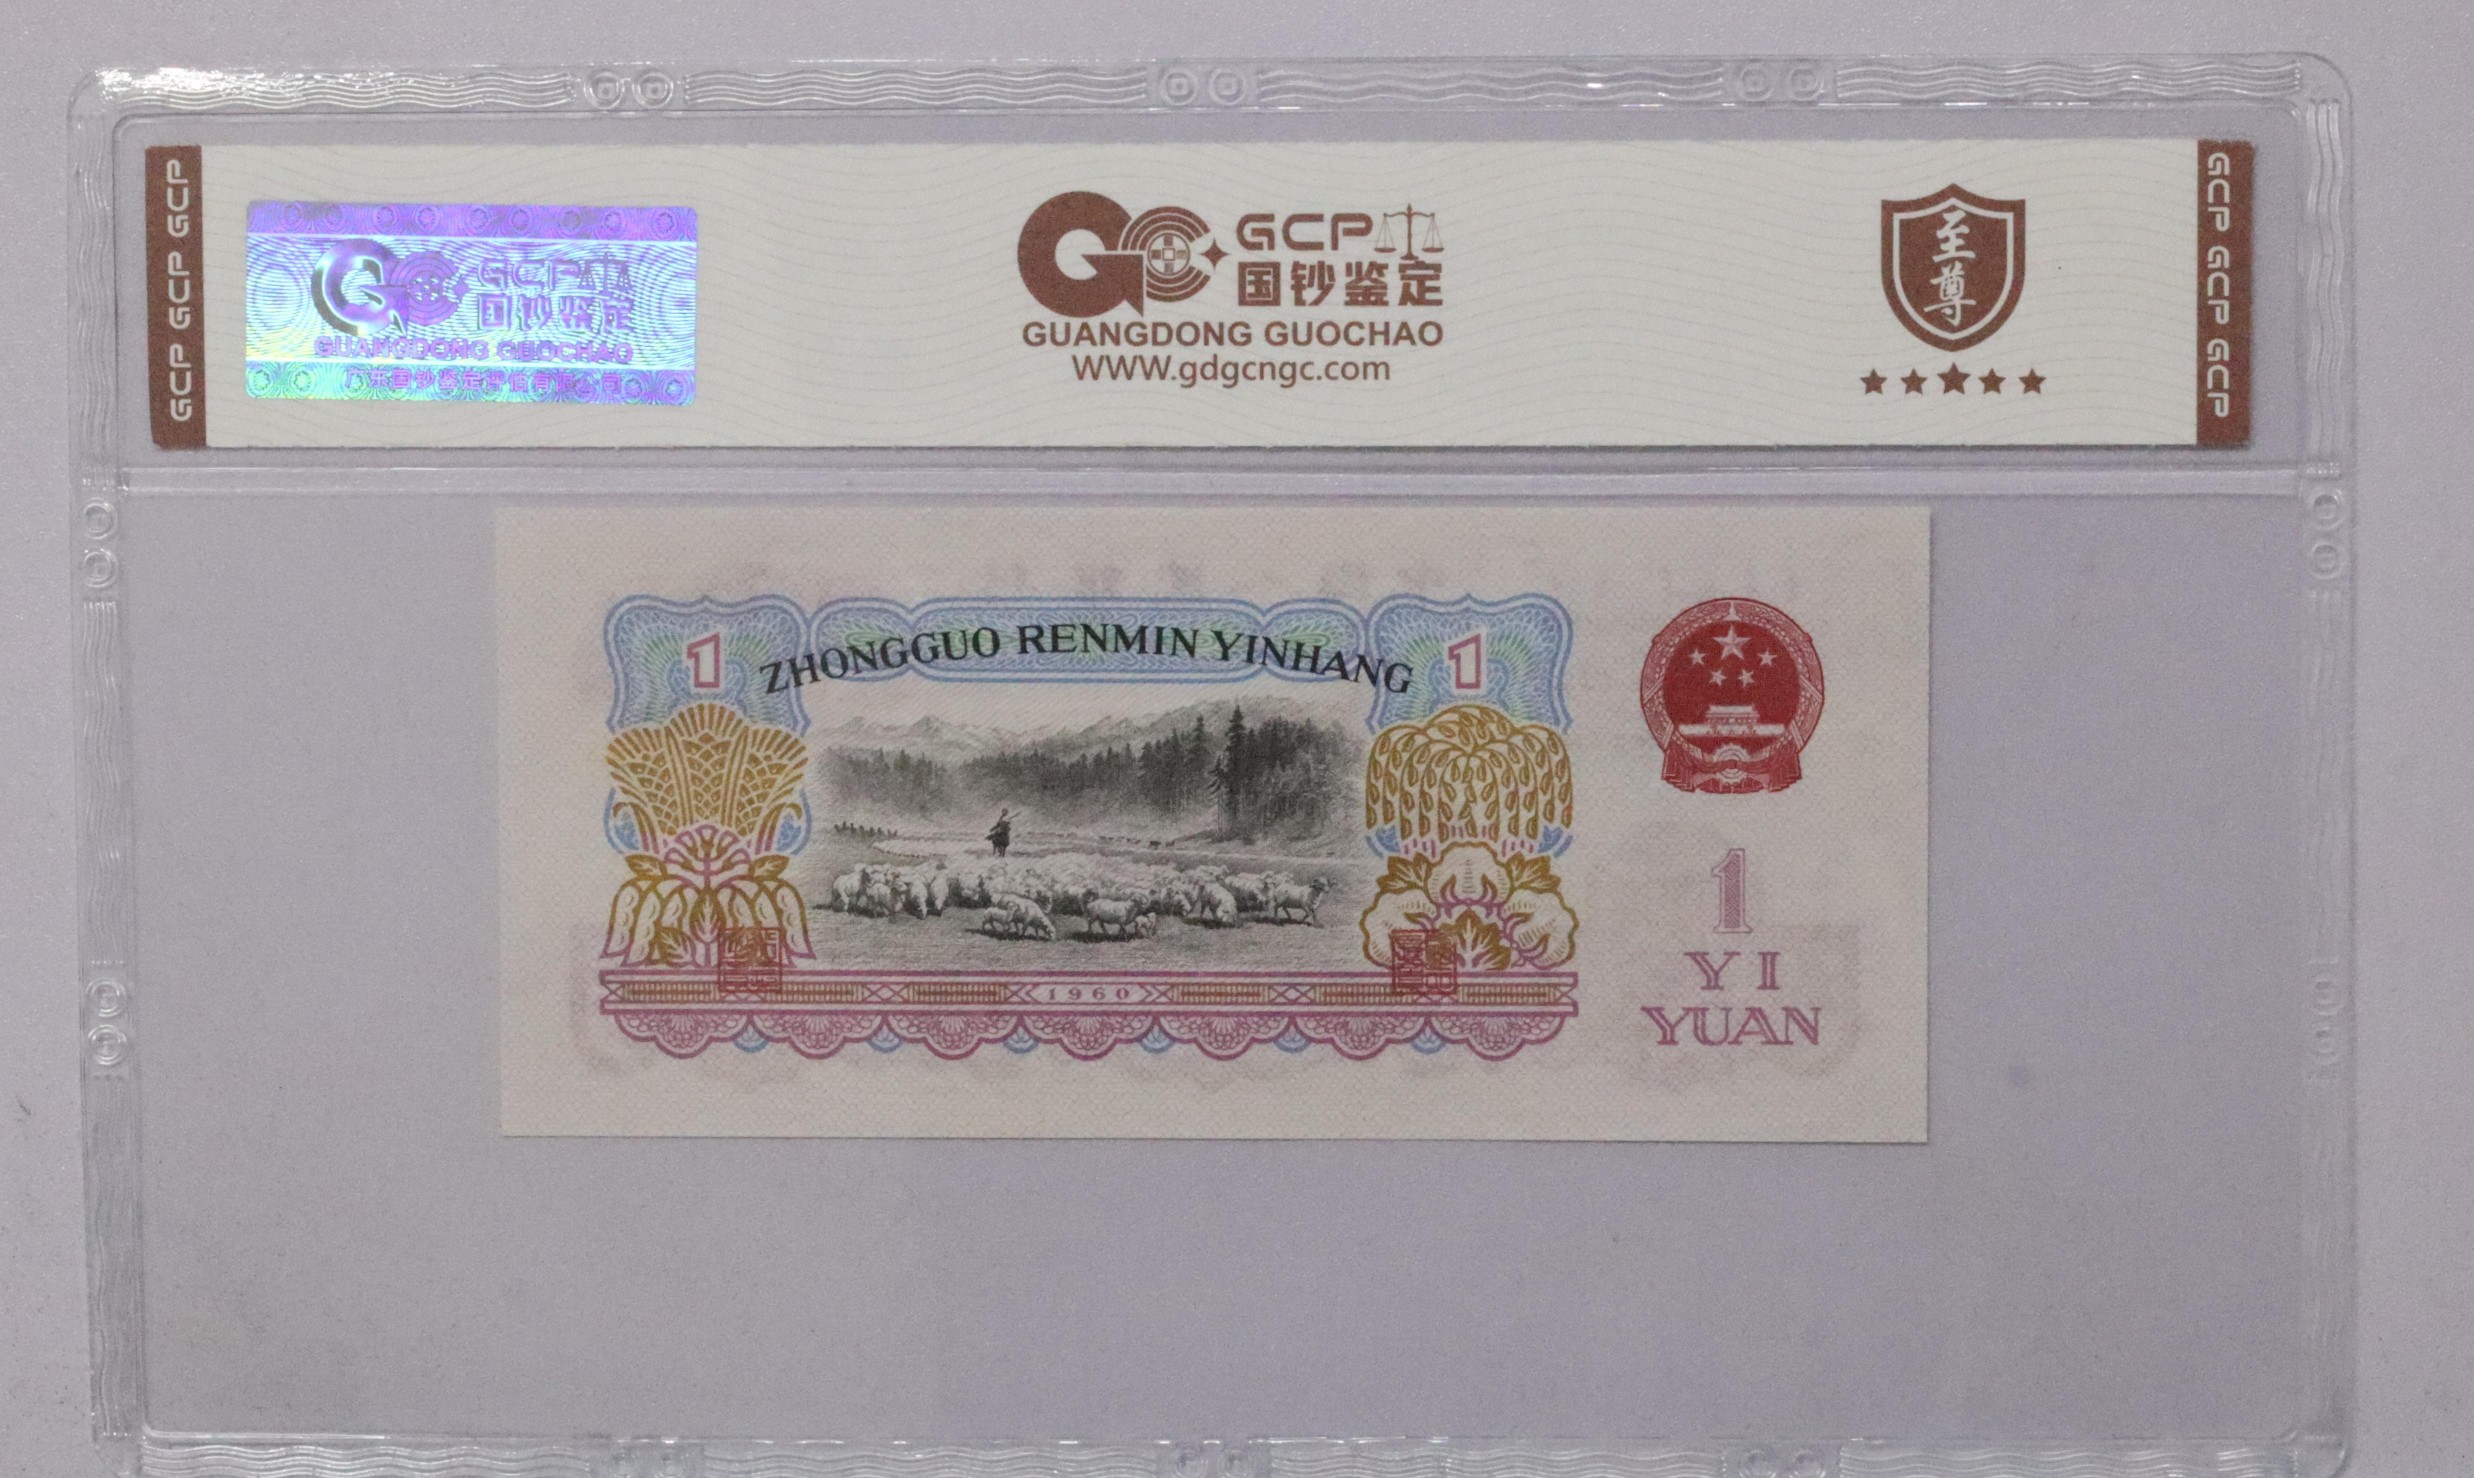 GCP GCP GCP
GCP
国钞鉴定
GUANGDONG GUOCHAO
广东国钞鉴定评估有限公司
GCP
国钞鉴定
GUANGDONG GUOCHAO
WWW.gdgcngc.com
至尊
GCP GCP GCP
1
ZHONGGUO RENMIN YINHANG
1
1
YI
YUAN
1960